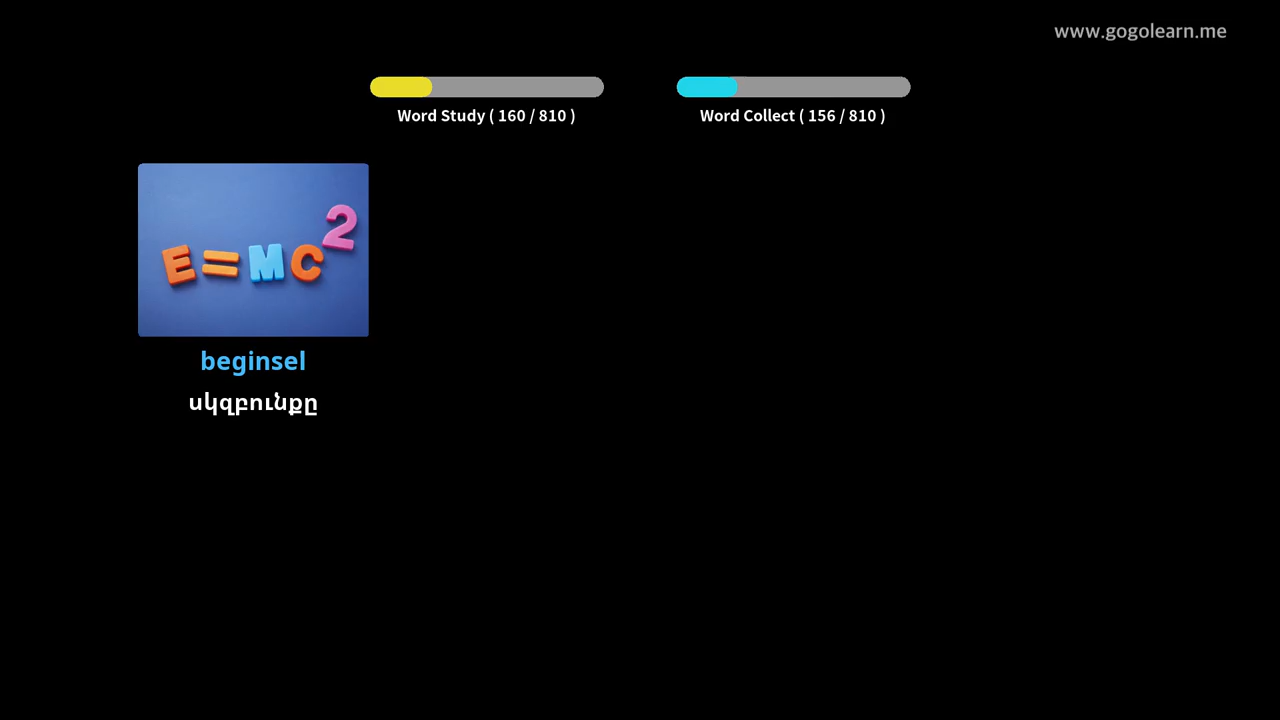 www.gogolearn.me
Word Study ( 160 / 810 )
Word Collect ( 156 / 810 )
E=MC2
beginsel
սկզբունքը